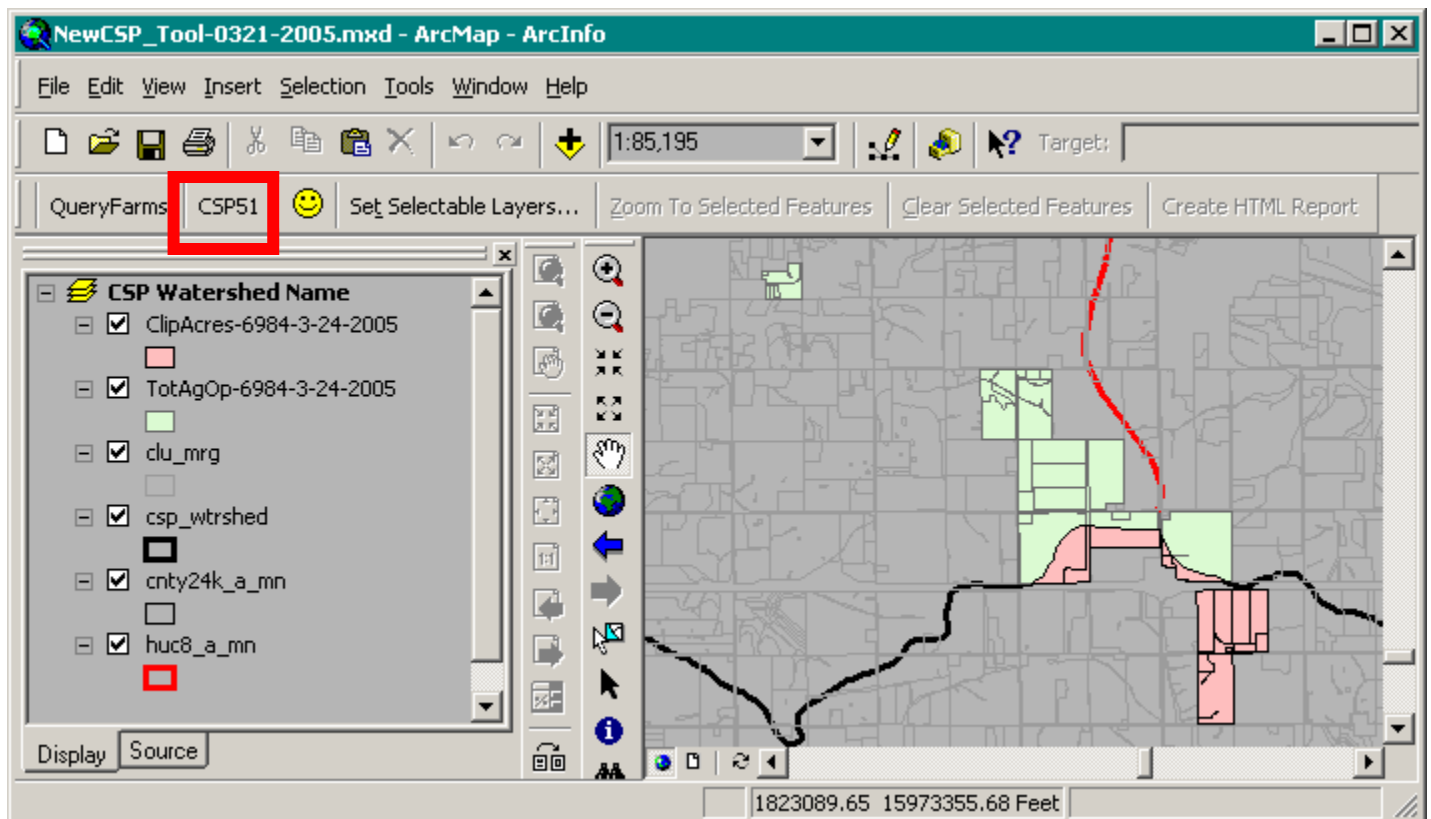 NewCSP_Tool-0321-2005.mxd - ArcMap - ArcInfo
File Edit View Insert Selection Tools Window Help
1:85,195 Target:
QueryFarms CSP51 Set Selectable Layers... Zoom To Selected Features Clear Selected Features Create HTML Report
CSP Watershed Name
ClipAcres-6984-3-24-2005
TotAgOp-6984-3-24-2005
clu_mrg
csp_wtrshed
cnty24k_a_mn
huc8_a_mn
1:1
Display Source
1823089.65 15973355.68 Feet